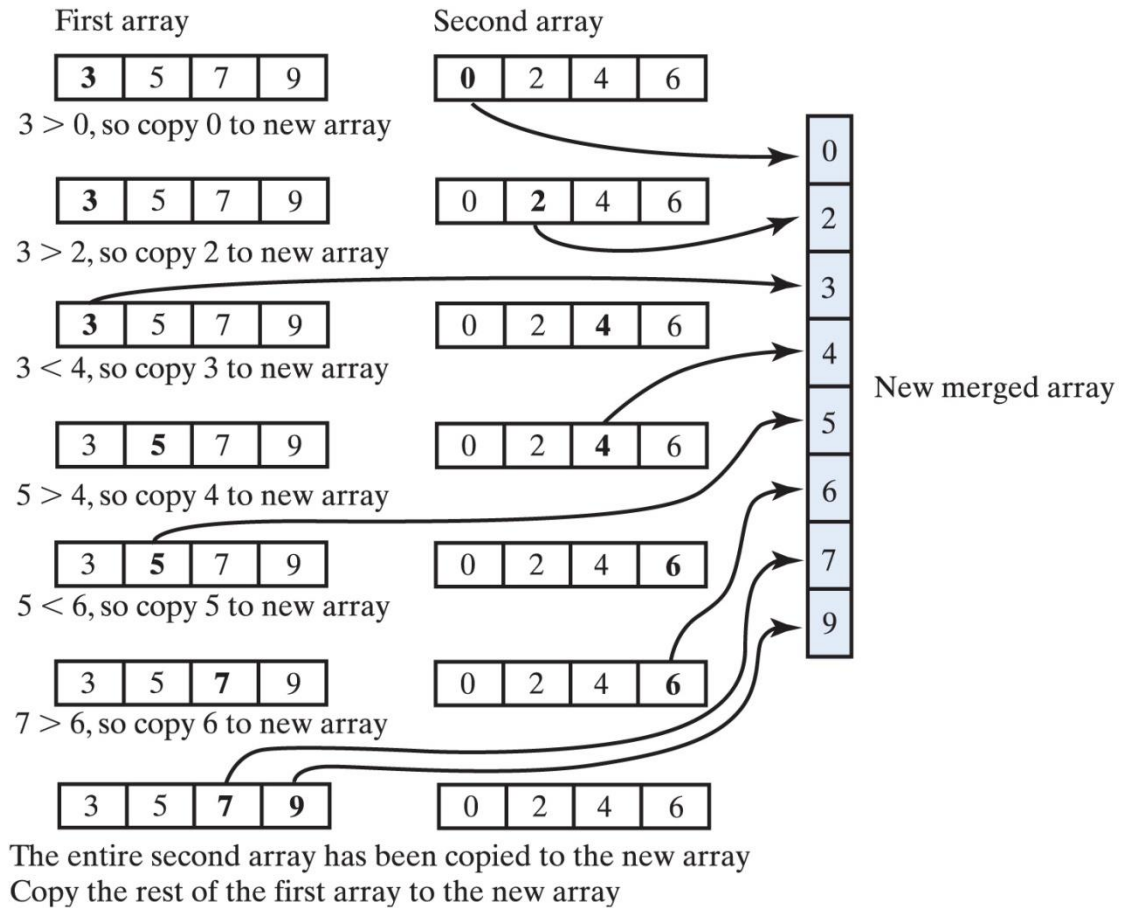 First array Second array
3 5 7 9 0 2 4 6
3 > 0, so copy 0 to new array
0
3 5 7 9 0 2 4 6
2
3 > 2, so copy 2 to new array
3
3 5 7 9 0 2 4 6
3 < 4, so copy 3 to new array
4
New merged array
5
3 5 7 9 0 2 4 6
5 > 4, so copy 4 to new array
6
3 5 7 9 0 2 4 6
7
5 < 6, so copy 5 to new array
9
3 5 7 9 0 2 4 6
7 > 6, so copy 6 to new array
3 5 7 9 0 2 4 6
The entire second array has been copied to the new array
Copy the rest of the first array to the new array